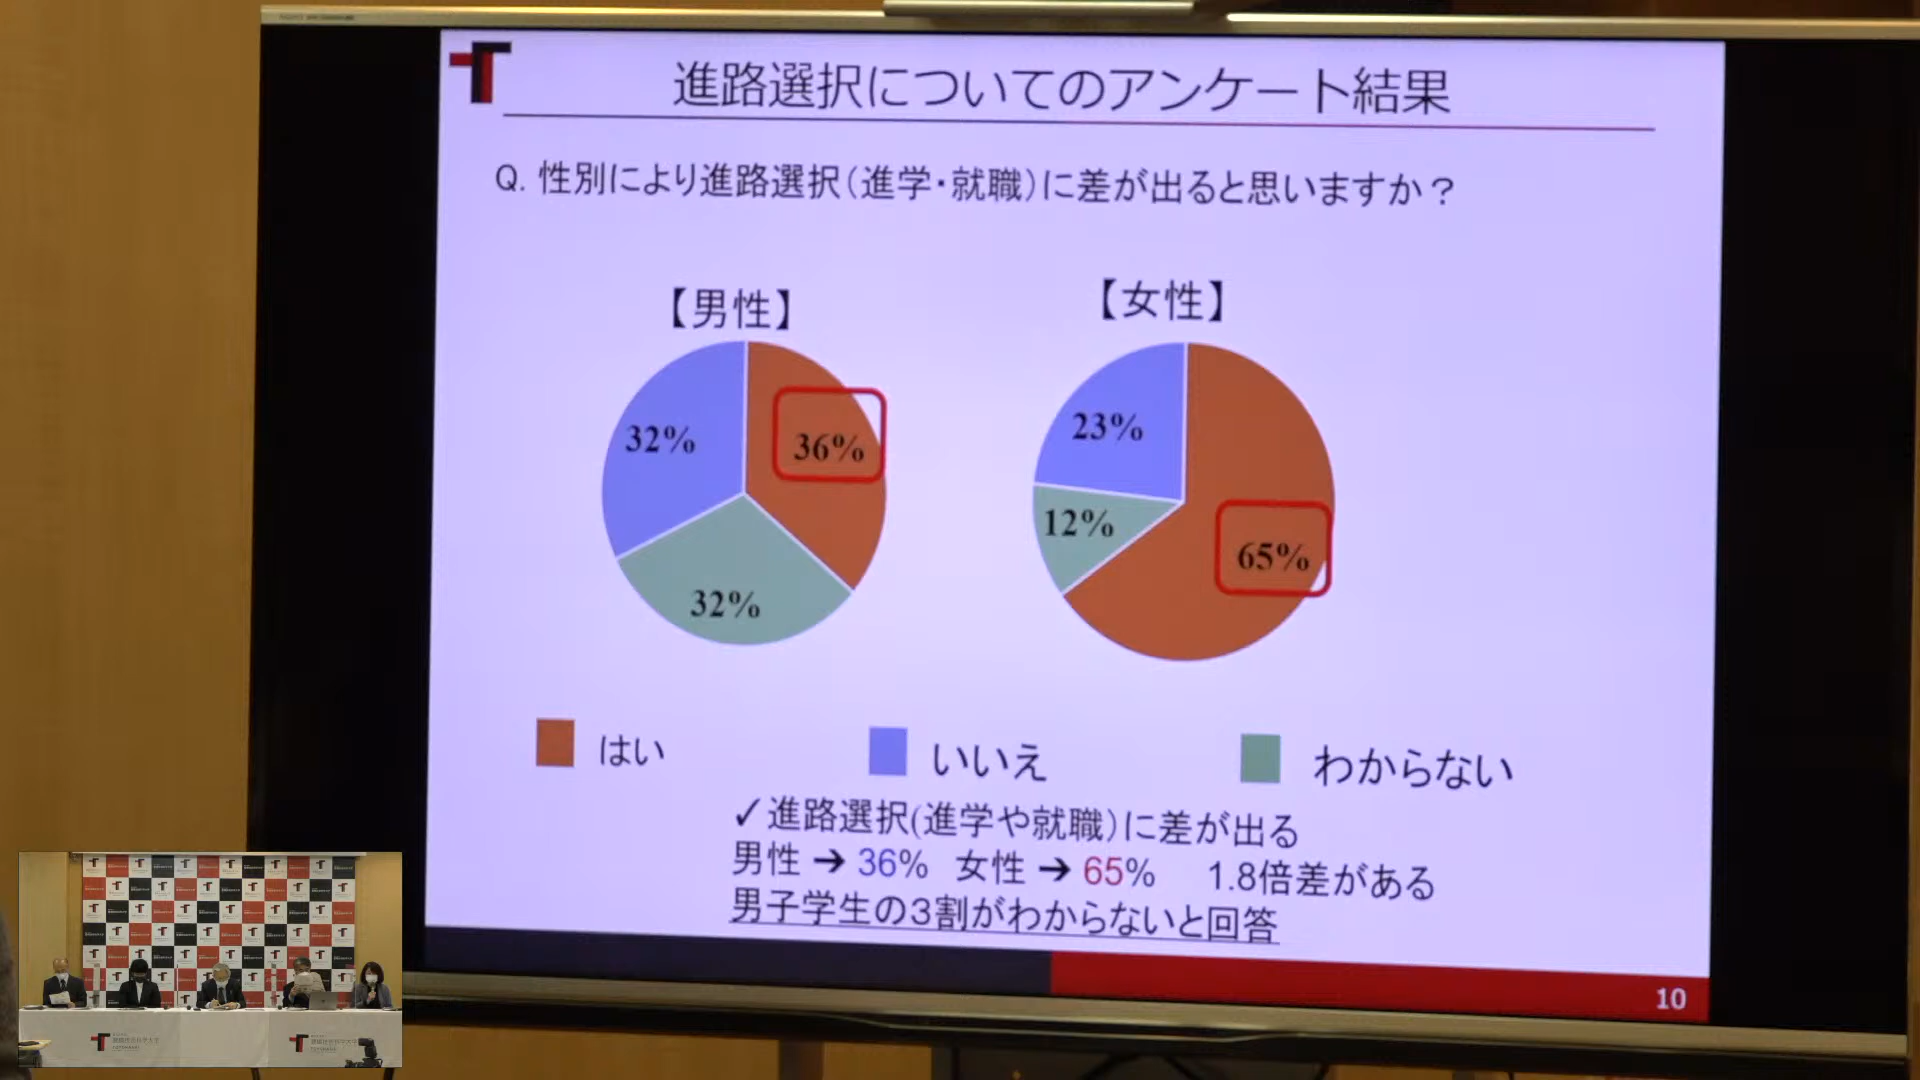 進路選択についてのアンケート結果
Q. 性別により進路選択（進学・就職）に差が出ると思いますか？
【男性】
【女性】
32%
36%
32%
23%
12%
65%
はい
いいえ
わからない
✓進路選択(進学や就職)に差が出る
男性 ➔ 36% 女性 ➔ 65% 1.8倍差がある
男子学生の３割がわからないと回答
10